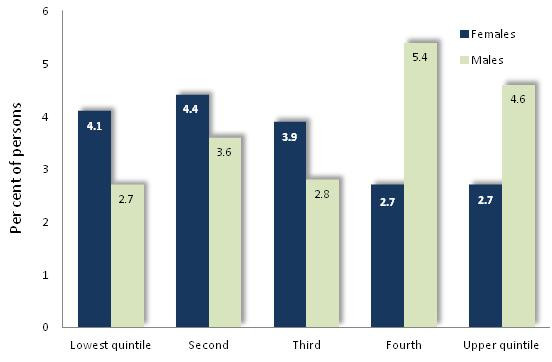 Per cent of persons
6
5
4
3
2
1
0
Females
Males
4.1
2.7
4.4
3.6
3.9
2.8
2.7
5.4
2.7
4.6
Lowest quintile
Second
Third
Fourth
Upper quintile